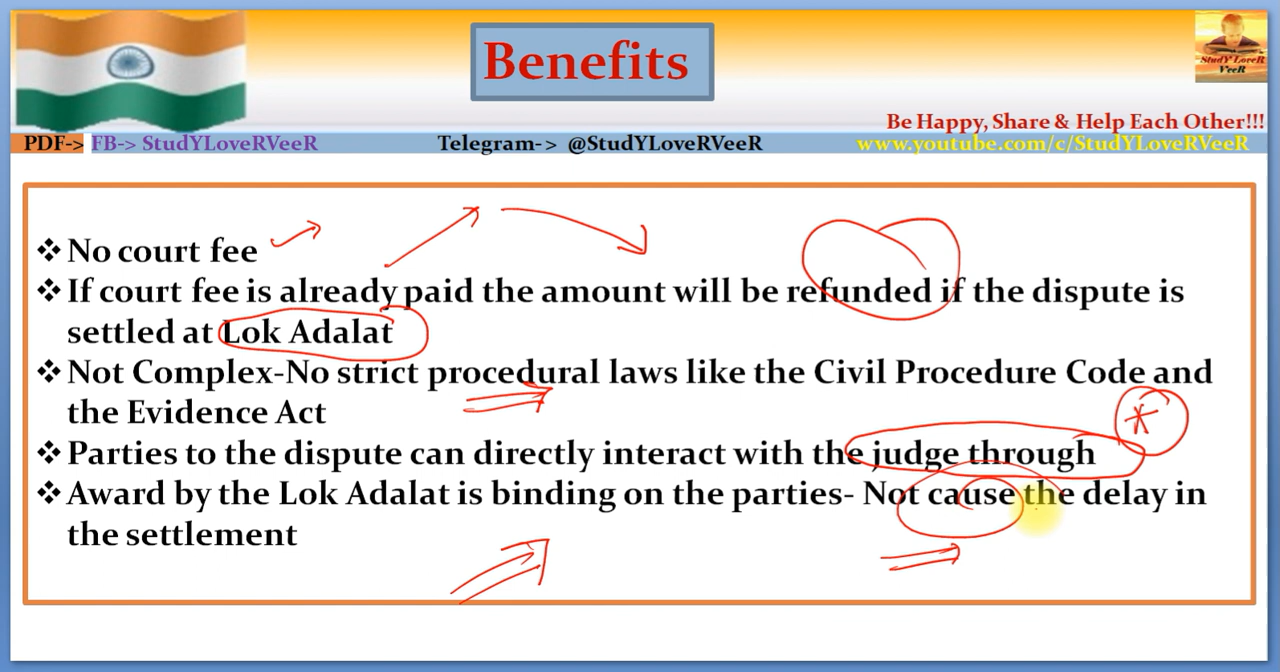 Benefits
StudY LoveR
VeeR
Be Happy, Share & Help Each Other!!!
PDF-> FB-> StudYLoveRVeeR Telegram-> @StudYLoveRVeeR www.youtube.com/c/StudYLoveRVeeR
❖ No court fee
❖ If court fee is already paid the amount will be refunded if the dispute is
settled at Lok Adalat
❖ Not Complex-No strict procedural laws like the Civil Procedure Code and
the Evidence Act
❖ Parties to the dispute can directly interact with the judge through
❖ Award by the Lok Adalat is binding on the parties- Not cause the delay in
the settlement